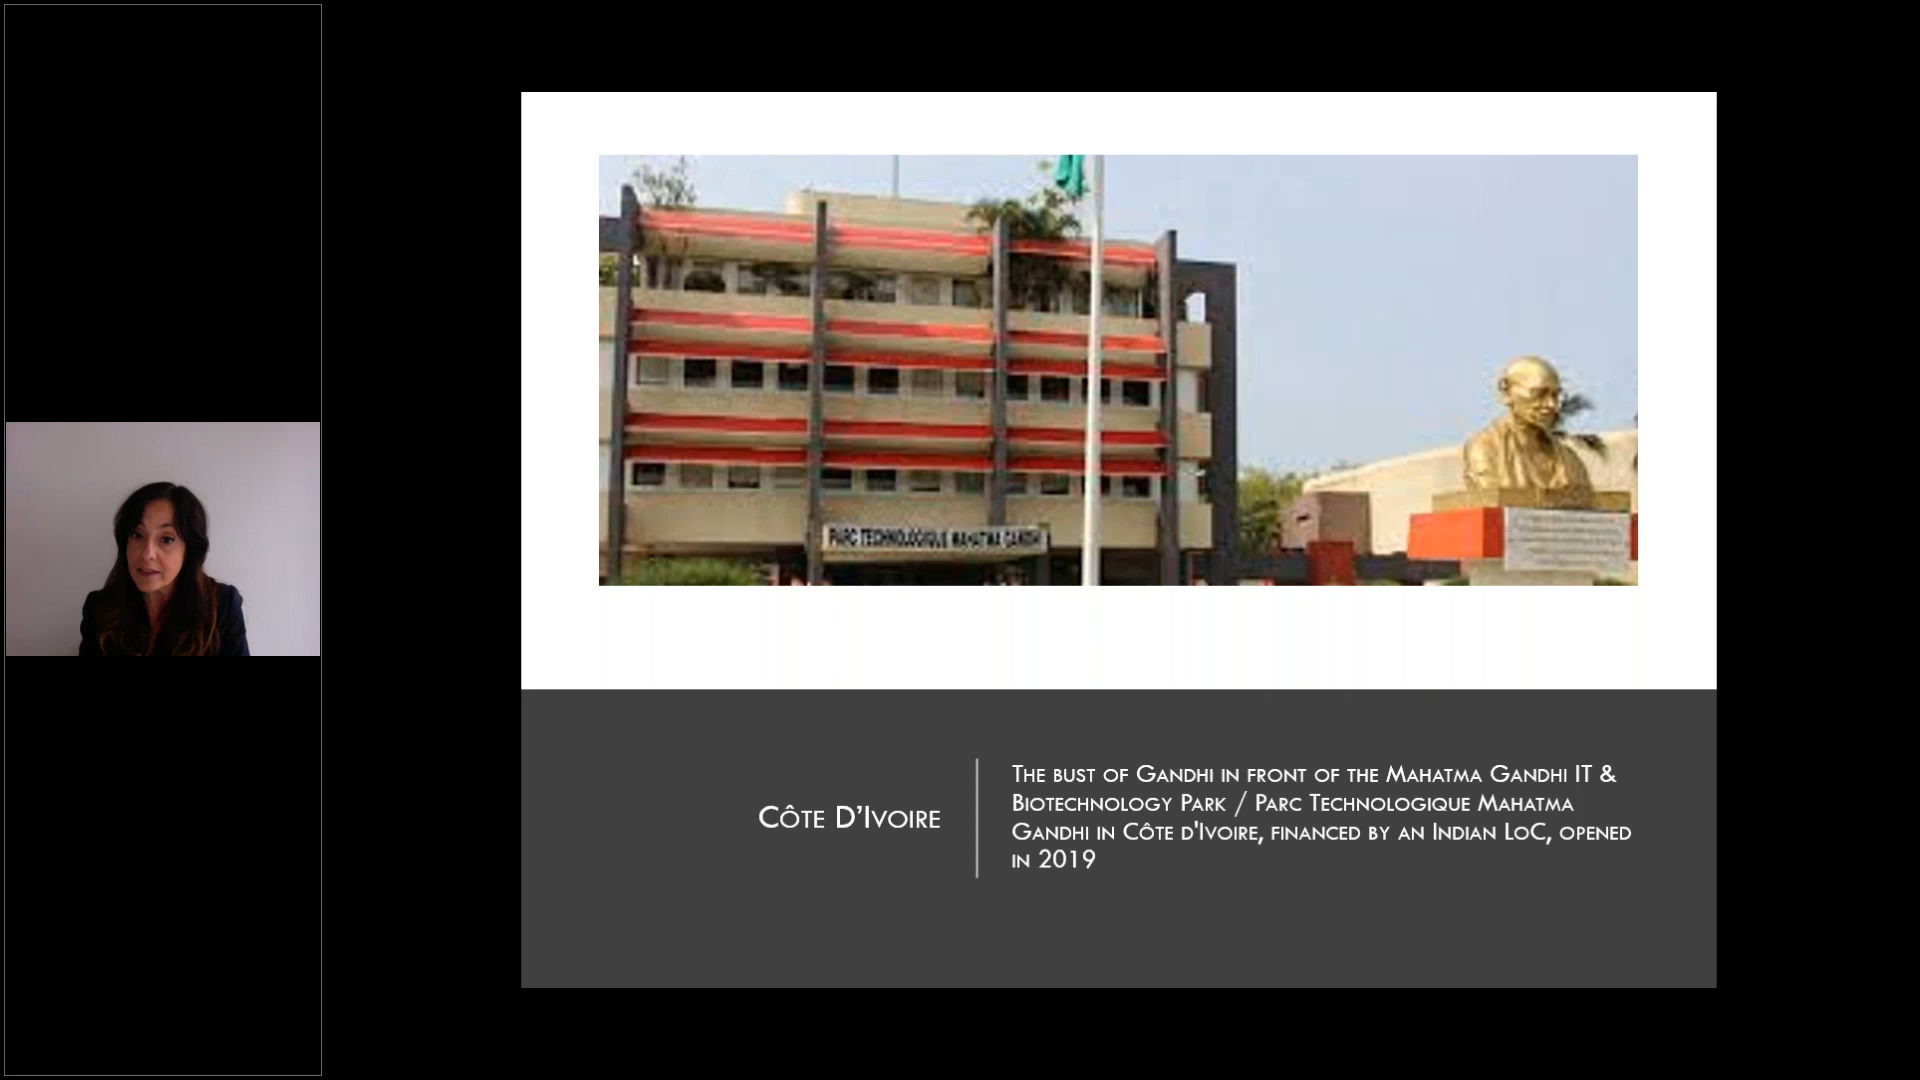 PARC TECHNOLOGIQUE MAHATMA GANDHI
CÔTE D’IVOIRE
THE BUST OF GANDHI IN FRONT OF THE MAHATMA GANDHI IT &
BIOTECHNOLOGY PARK / PARC TECHNOLOGIQUE MAHATMA
GANDHI IN CÔTE D'IVOIRE, FINANCED BY AN INDIAN LOC, OPENED
IN 2019